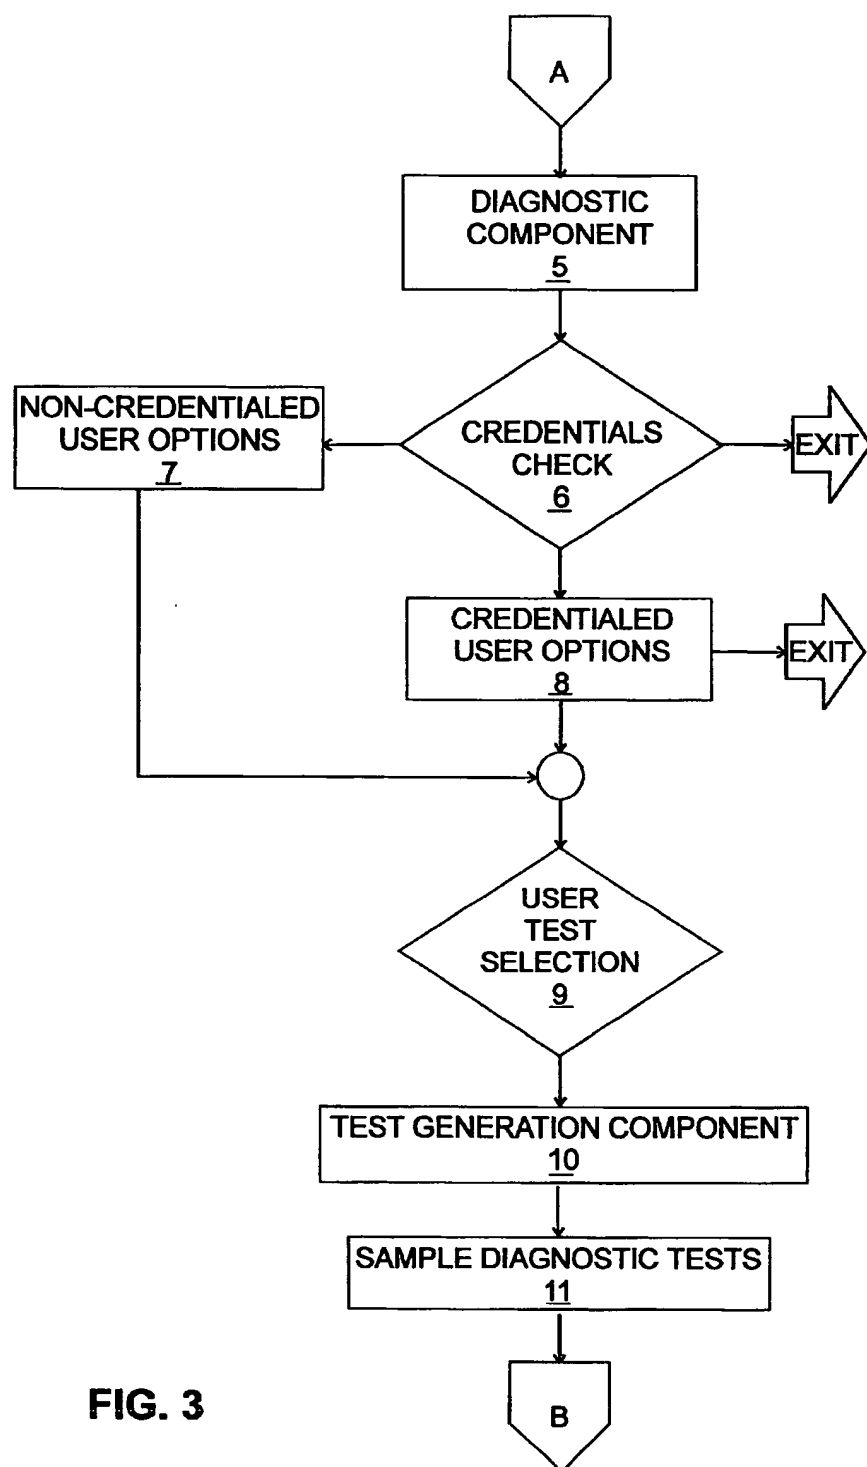 A
DIAGNOSTIC
COMPONENT
5
NON-CREDENTIALED
USER OPTIONS
7
CREDENTIALS
CHECK
6
EXIT
CREDENTIALED
USER OPTIONS
8
EXIT
USER
TEST
SELECTION
9
TEST GENERATION COMPONENT
10
SAMPLE DIAGNOSTIC TESTS
11
FIG. 3
B